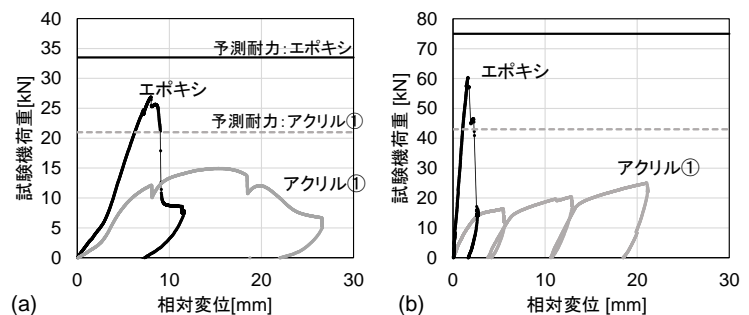 試験機荷重[kN]
40
35
30
25
20
15
10
5
0
予測耐力：エポキシ
エポキシ
予測耐力：アクリル①
アクリル①
0 10 20 30
(a)
相対変位[mm]
試験機荷重 [kN]
80
70
60
50
40
30
20
10
0
エポキシ
アクリル①
0 10 20 30
(b)
相対変位 [mm]